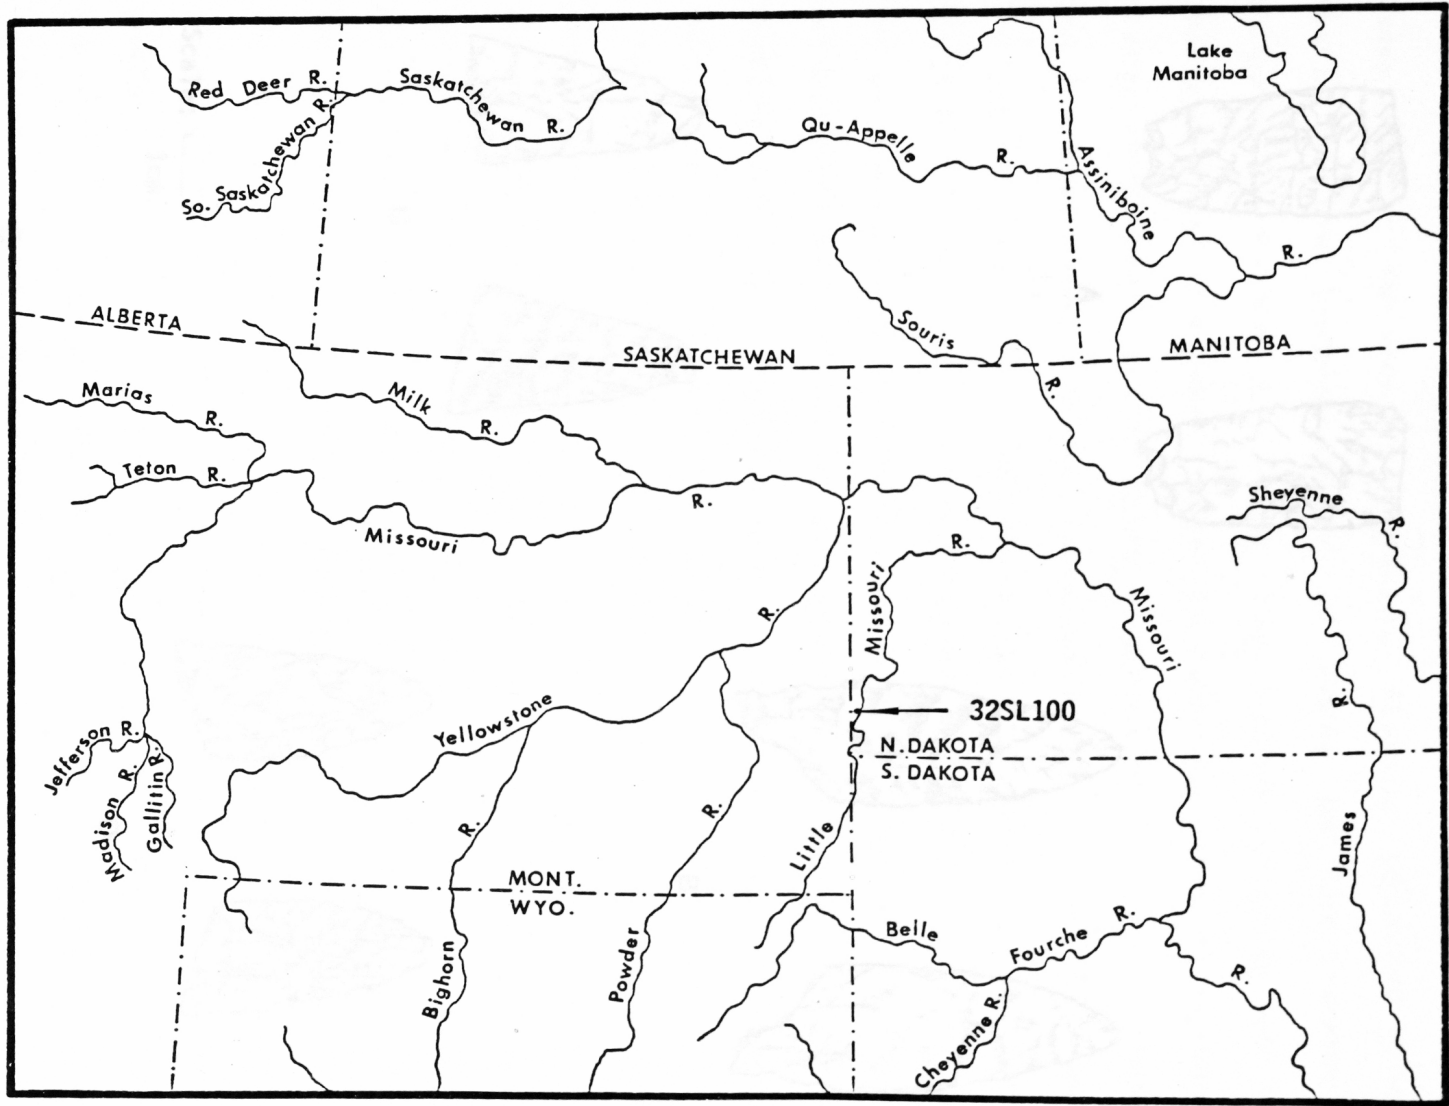 Lake
Manitoba
Red Deer R.
Saskatchewan R.
So. Saskatchewan R.
Qu-Appelle R.
Assiniboine R.
Souris R.
ALBERTA
SASKATCHEWAN
MANITOBA
Marias R.
Milk R.
Teton R.
Missouri R.
Sheyenne R.
Missouri R.
Missouri
R.
Yellowstone
32SL100
N. DAKOTA
S. DAKOTA
Jefferson R.
Madison R.
Gallitin R.
R.
R.
R.
Little
James
MONT.
WYO.
Belle Fourche R.
Bighorn
Powder
R.
Cheyenne R.